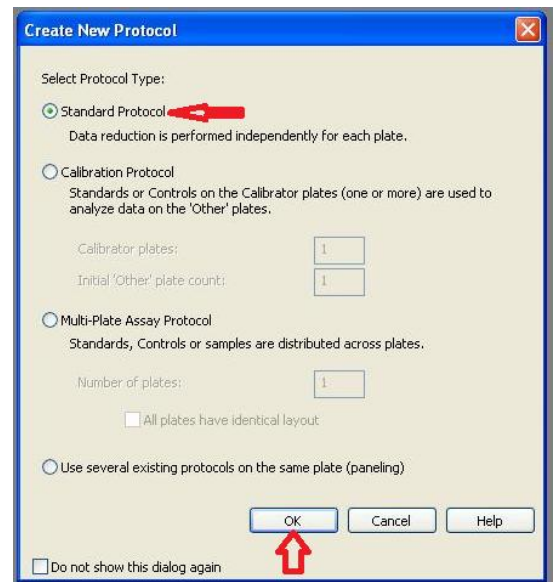 Create New Protocol
Select Protocol Type:
Standard Protocol
Data reduction is performed independently for each plate.
Calibration Protocol
Standards or Controls on the Calibrator plates (one or more) are used to
analyze data on the 'Other' plates.
Calibrator plates:
1
Initial 'Other' plate count:
1
Multi-Plate Assay Protocol
Standards, Controls or samples are distributed across plates.
Number of plates:
1
All plates have identical layout
Use several existing protocols on the same plate (paneling)
OK
Cancel
Help
Do not show this dialog again